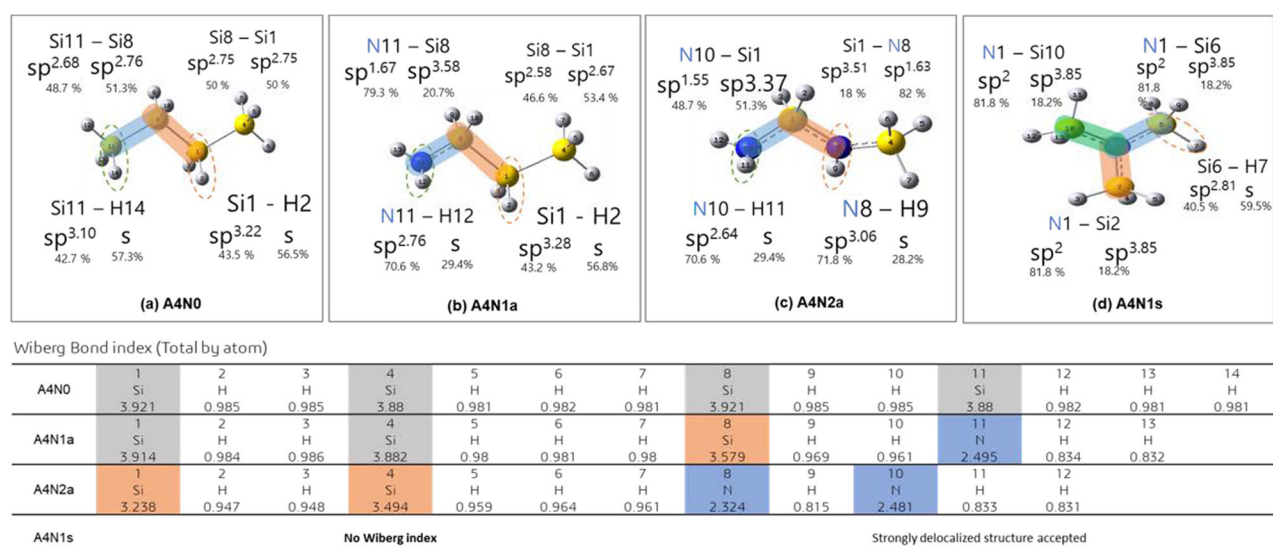 Si11 – Si8
sp2.68 sp2.76
48.7 % 51.3%
Si8 – Si1
sp2.75 sp2.75
50 % 50 %
Si11 – H14
sp3.10 s
42.7 % 57.3%
Si1 - H2
sp3.22 s
43.5 % 56.5%
(a) A4N0
N11 – Si8
sp1.67 sp3.58
79.3 % 20.7%
Si8 – Si1
sp2.58 sp2.67
46.6 % 53.4 %
N11 – H12
sp2.76 s
70.6 % 29.4%
Si1 - H2
sp3.28 s
43.2 % 56.8%
(b) A4N1a
N10 – Si1
sp1.55 sp3.37
48.7 % 51.3%
Si1 – N8
sp3.51 sp1.63
18 % 82 %
N10 – H11
sp2.64 s
70.6 % 29.4%
N8 – H9
sp3.06 s
71.8 % 28.2%
(c) A4N2a
N1 – Si10
sp2 sp3.85
81.8 % 18.2%
N1 – Si6
sp2 sp3.85
81.8 % 18.2%
Si6 – H7
sp2.81 s
40.5 % 59.5%
N1 – Si2
sp2 sp3.85
81.8 % 18.2%
(d) A4N1s
Wiberg Bond index (Total by atom)
1 2 3 4 5 6 7 8 9 10 11 12 13 14
A4N0 Si H H Si H H H Si H H Si H H H
3.921 0.985 0.985 3.88 0.981 0.982 0.981 3.921 0.985 0.985 3.88 0.982 0.981 0.981
1 2 3 4 5 6 7 8 9 10 11 12 13
A4N1a Si H H Si H H H Si H H N H H
3.914 0.984 0.986 3.882 0.98 0.981 0.98 3.579 0.969 0.961 2.495 0.834 0.832
1 2 3 4 5 6 7 8 9 10 11 12
A4N2a Si H H Si H H H N H N H H
3.238 0.947 0.948 3.494 0.959 0.964 0.961 2.324 0.815 2.481 0.833 0.831
A4N1s No Wiberg index Strongly delocalized structure accepted